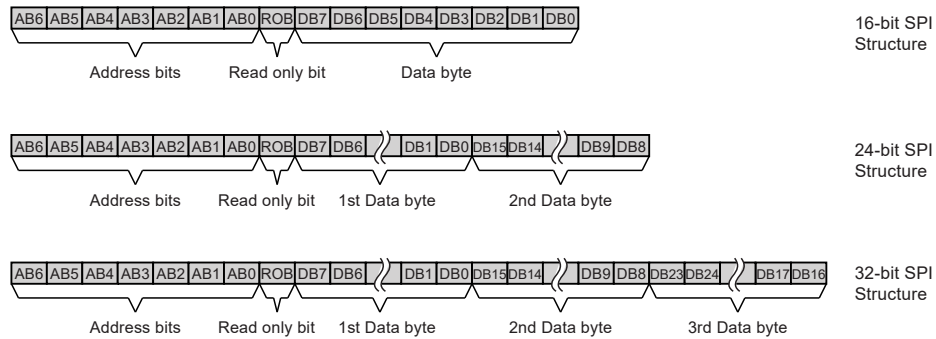 AB6 AB5 AB4 AB3 AB2 AB1 AB0 ROB DB7 DB6 DB5 DB4 DB3 DB2 DB1 DB0
16-bit SPI
Structure
Address bits Read only bit Data byte
AB6 AB5 AB4 AB3 AB2 AB1 AB0 ROB DB7 DB6 DB1 DB0 DB15 DB14 DB9 DB8
24-bit SPI
Structure
Address bits Read only bit 1st Data byte 2nd Data byte
AB6 AB5 AB4 AB3 AB2 AB1 AB0 ROB DB7 DB6 DB1 DB0 DB15 DB14 DB9 DB8 DB23 DB24 DB17 DB16
32-bit SPI
Structure
Address bits Read only bit 1st Data byte 2nd Data byte 3rd Data byte